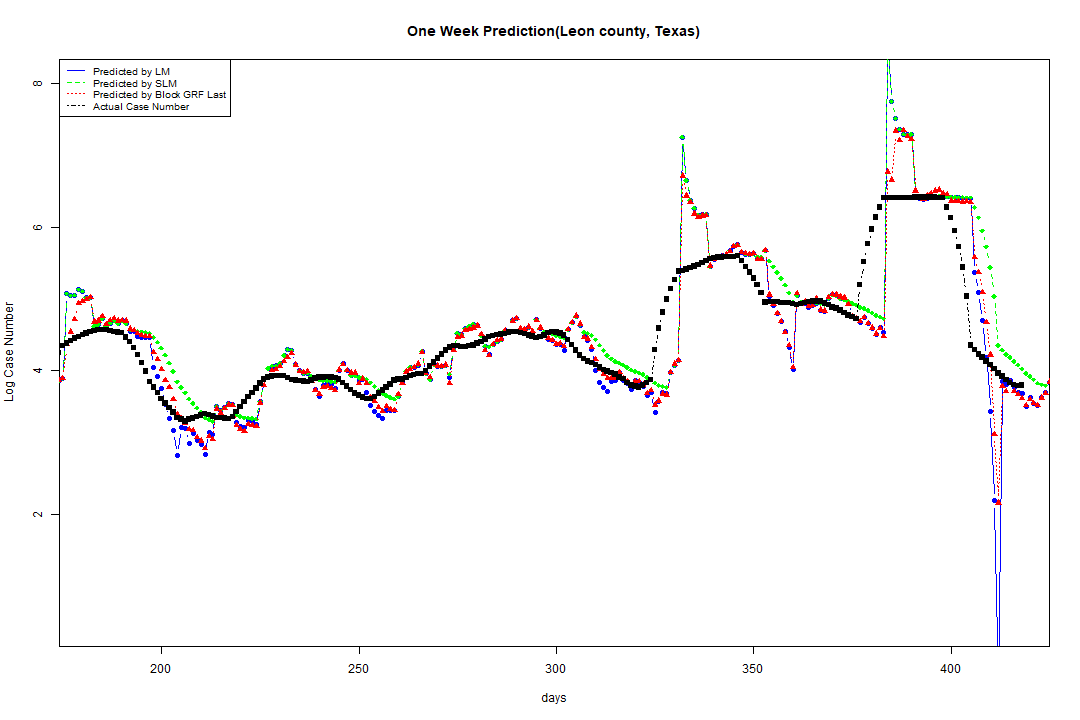 One Week Prediction(Leon county, Texas)
Predicted by LM
Predicted by SLM
Predicted by Block GRF Last
Actual Case Number
8
6
4
2
Log Case Number
200 250 300 350 400
days